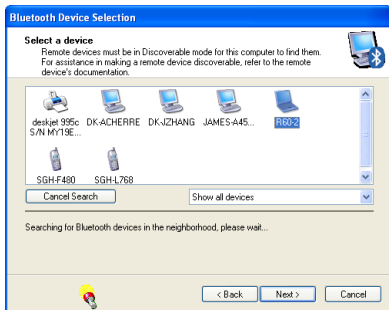 Bluetooth Device Selection
Select a device
Remote devices must be in Discoverable mode for this computer to find them.
For assistance in making a remote device discoverable, refer to the remote
device's documentation.
deskjet 995c DK-ACHERRE DK-JZHANG JAMES-A45... R60-2
S/N MY19E...
SGH-F480 SGH-L768
Cancel Search Show all devices
Searching for Bluetooth devices in the neighborhood, please wait...
< Back Next > Cancel